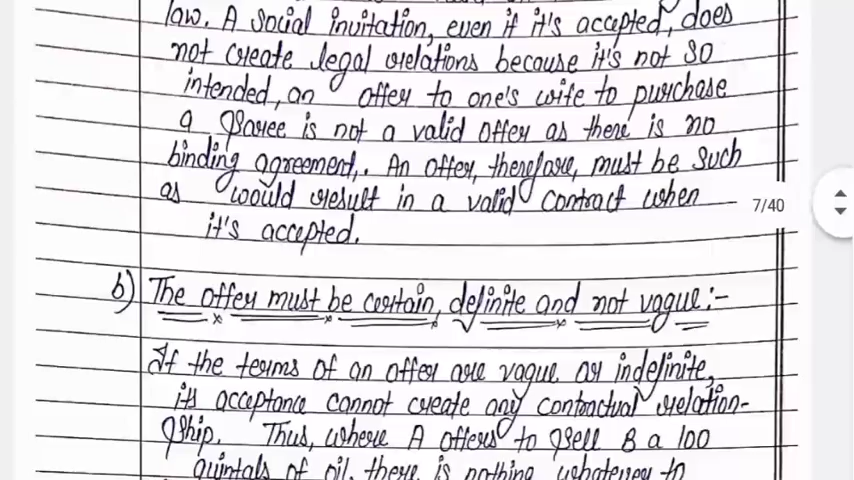 law. A social invitation, even if it's accepted, does
not create legal relations because it's not so
intended, an offer to one's wife to purchase
a Saree is not a valid offer as there is no
binding agreement,. An offer, therefore, must be such
as would result in a valid contract when
it's accepted.
7/40
b) The offer must be certain, definite and not vague:-
If the terms of an offer are vague or indefinite,
its acceptance cannot create any contractual relation-
Ship. Thus, where A offers to Sell B a 100
quintals of oil, there is nothing whatever to